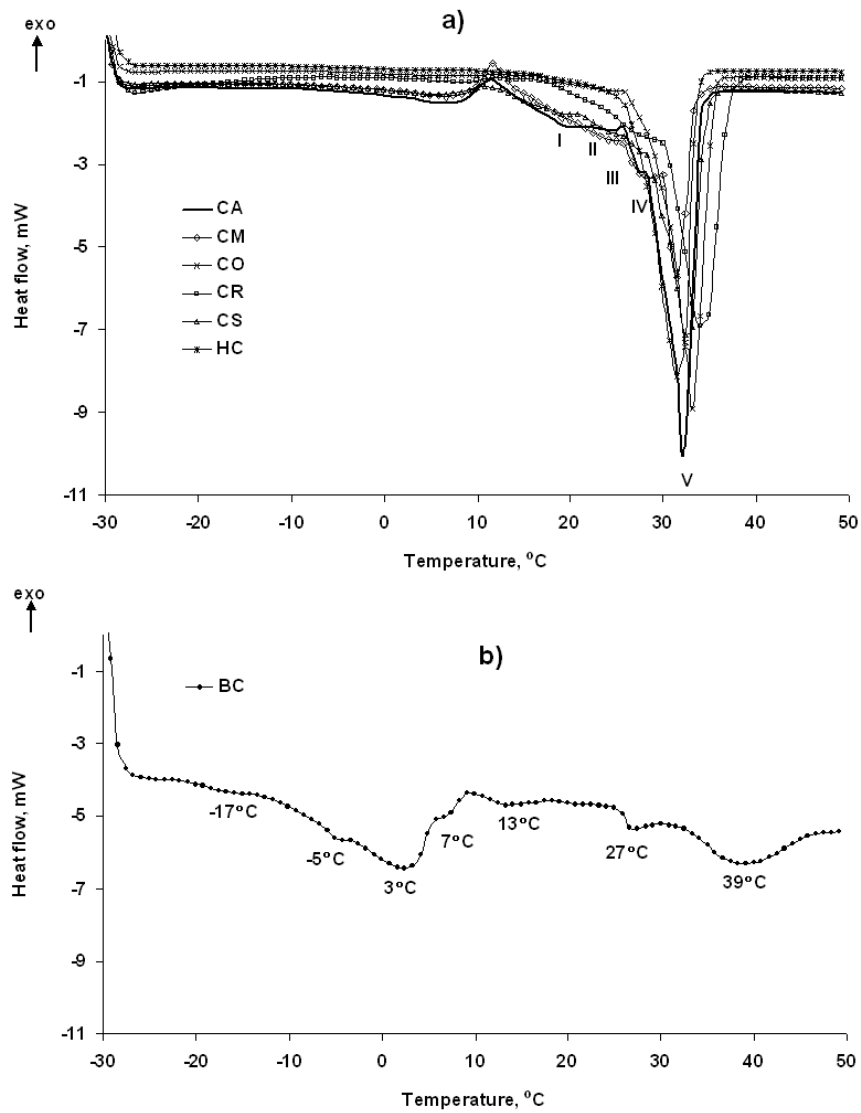 exo
a)
-1
-3
-5
-7
-9
-11
Heat flow, mW
CA
CM
CO
CR
CS
HC
I
II
III
IV
V
-30 -20 -10 0 10 20 30 40 50
Temperature, °C
exo
b)
-1
-3
-5
-7
-9
-11
Heat flow, mW
BC
-17°C
-5°C
3°C
7°C
13°C
27°C
39°C
-30 -20 -10 0 10 20 30 40 50
Temperature, °C